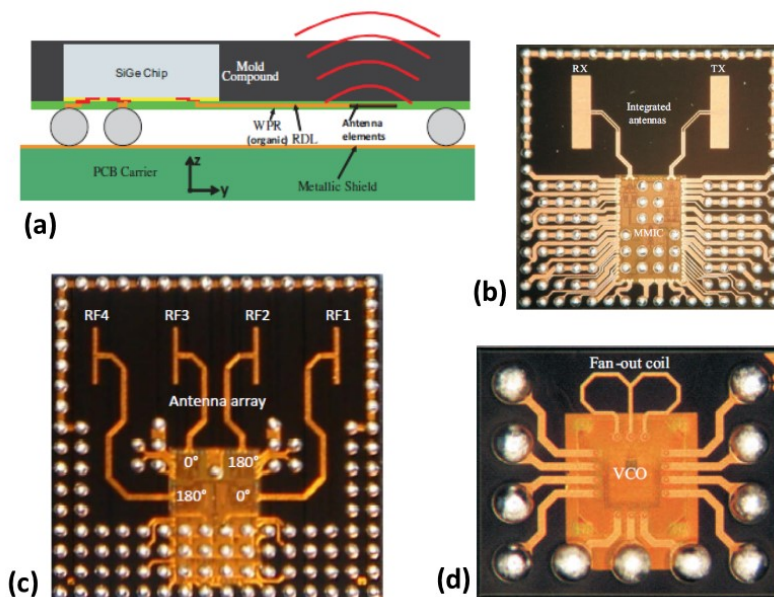 SiGe Chip
Mold
Compound
WPR
(organic)
RDL
Antenna
elements
PCB Carrier
z
y
Metallic Shield
(a)
RX
TX
Integrated
antennas
MMIC
(b)
RF4
RF3
RF2
RF1
Antenna array
0°
180°
180°
0°
(c)
Fan-out coil
VCO
(d)